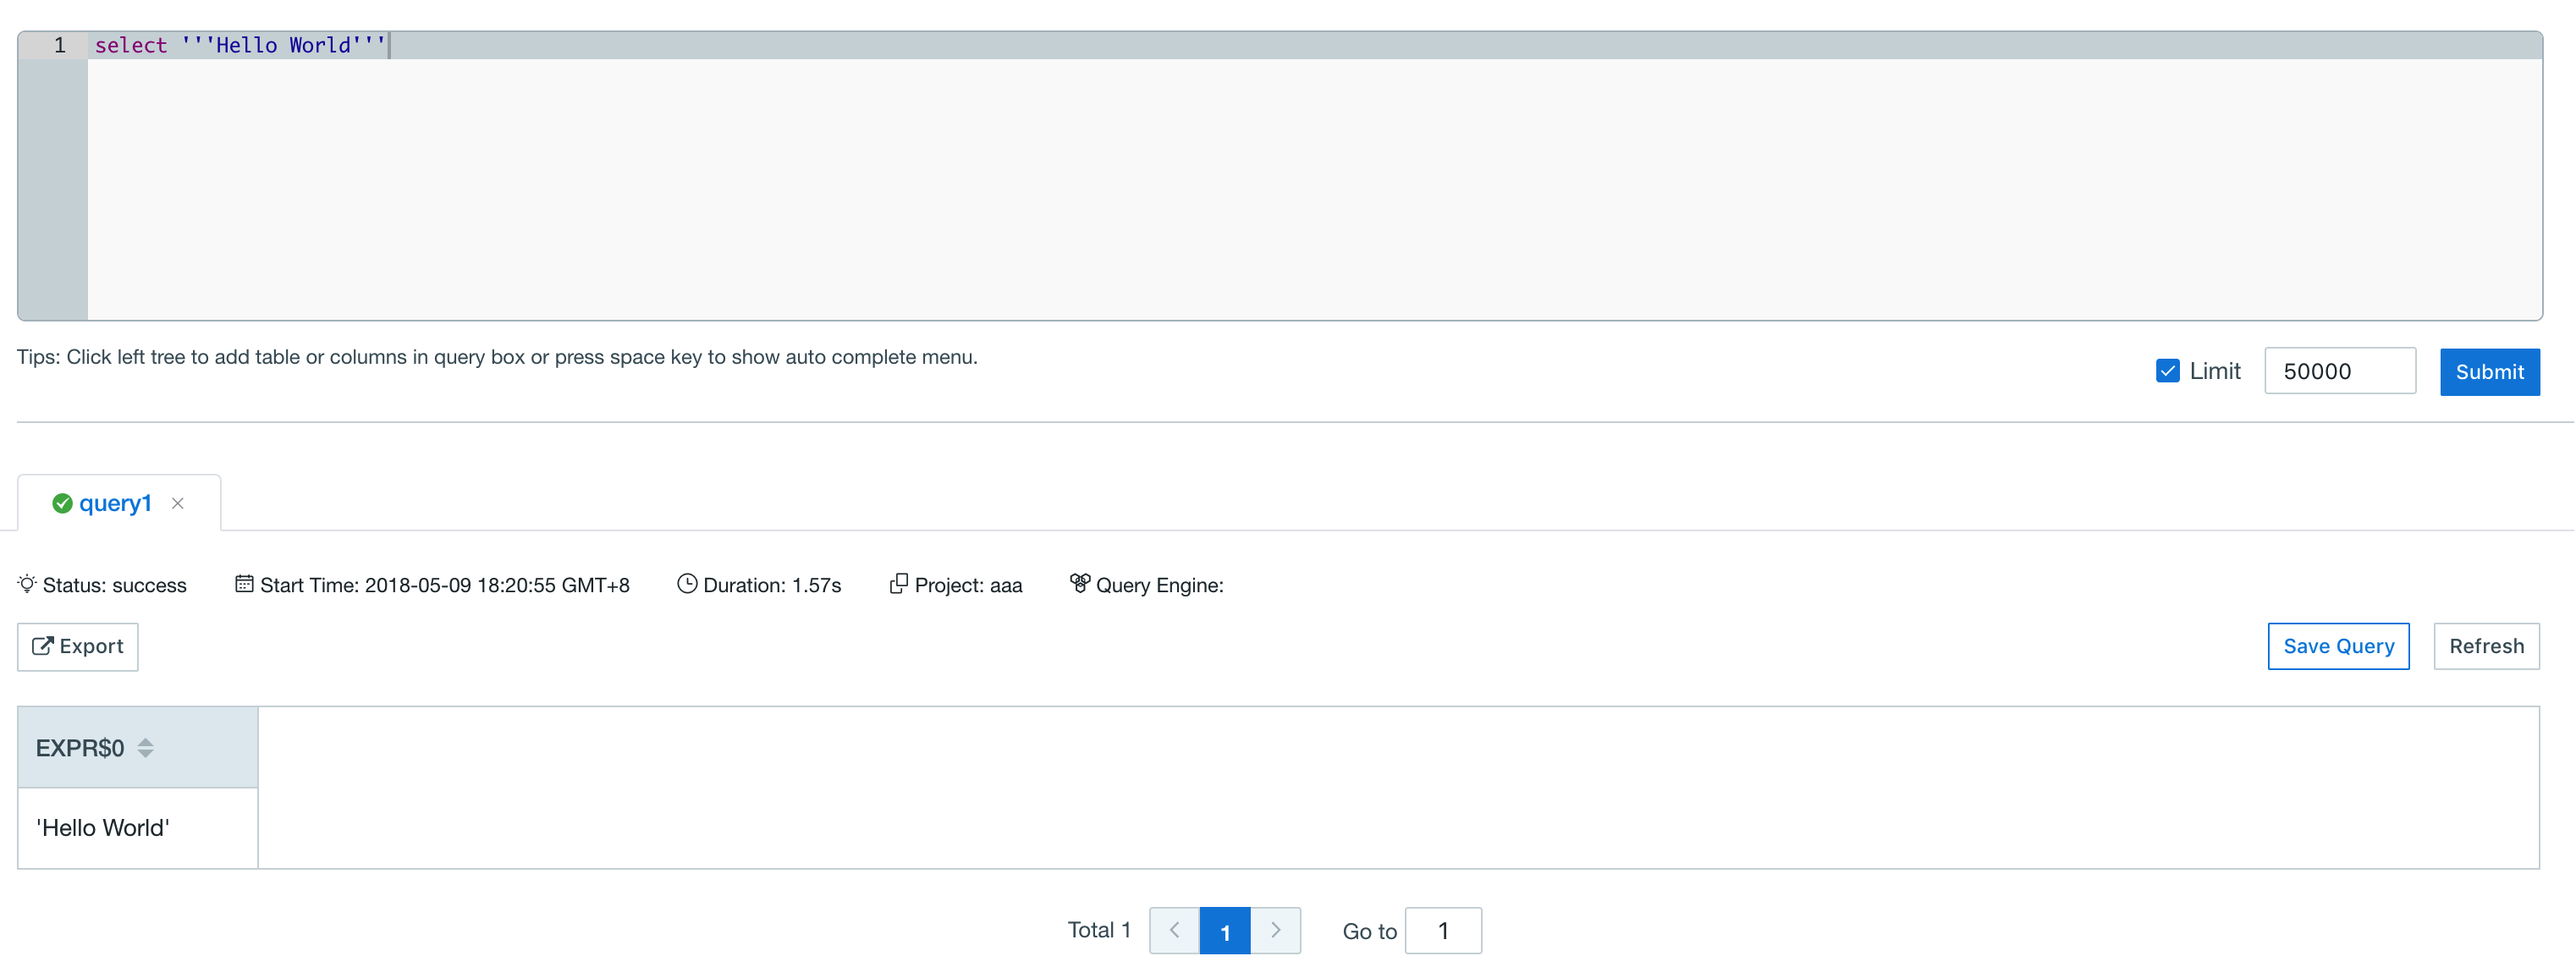 1 select '''Hello World'''
Tips: Click left tree to add table or columns in query box or press space key to show auto complete menu.
Limit 50000 Submit
query1
Status: success Start Time: 2018-05-09 18:20:55 GMT+8 Duration: 1.57s Project: aaa Query Engine:
Export Save Query Refresh
EXPR$0
'Hello World'
Total 1 1 Go to 1